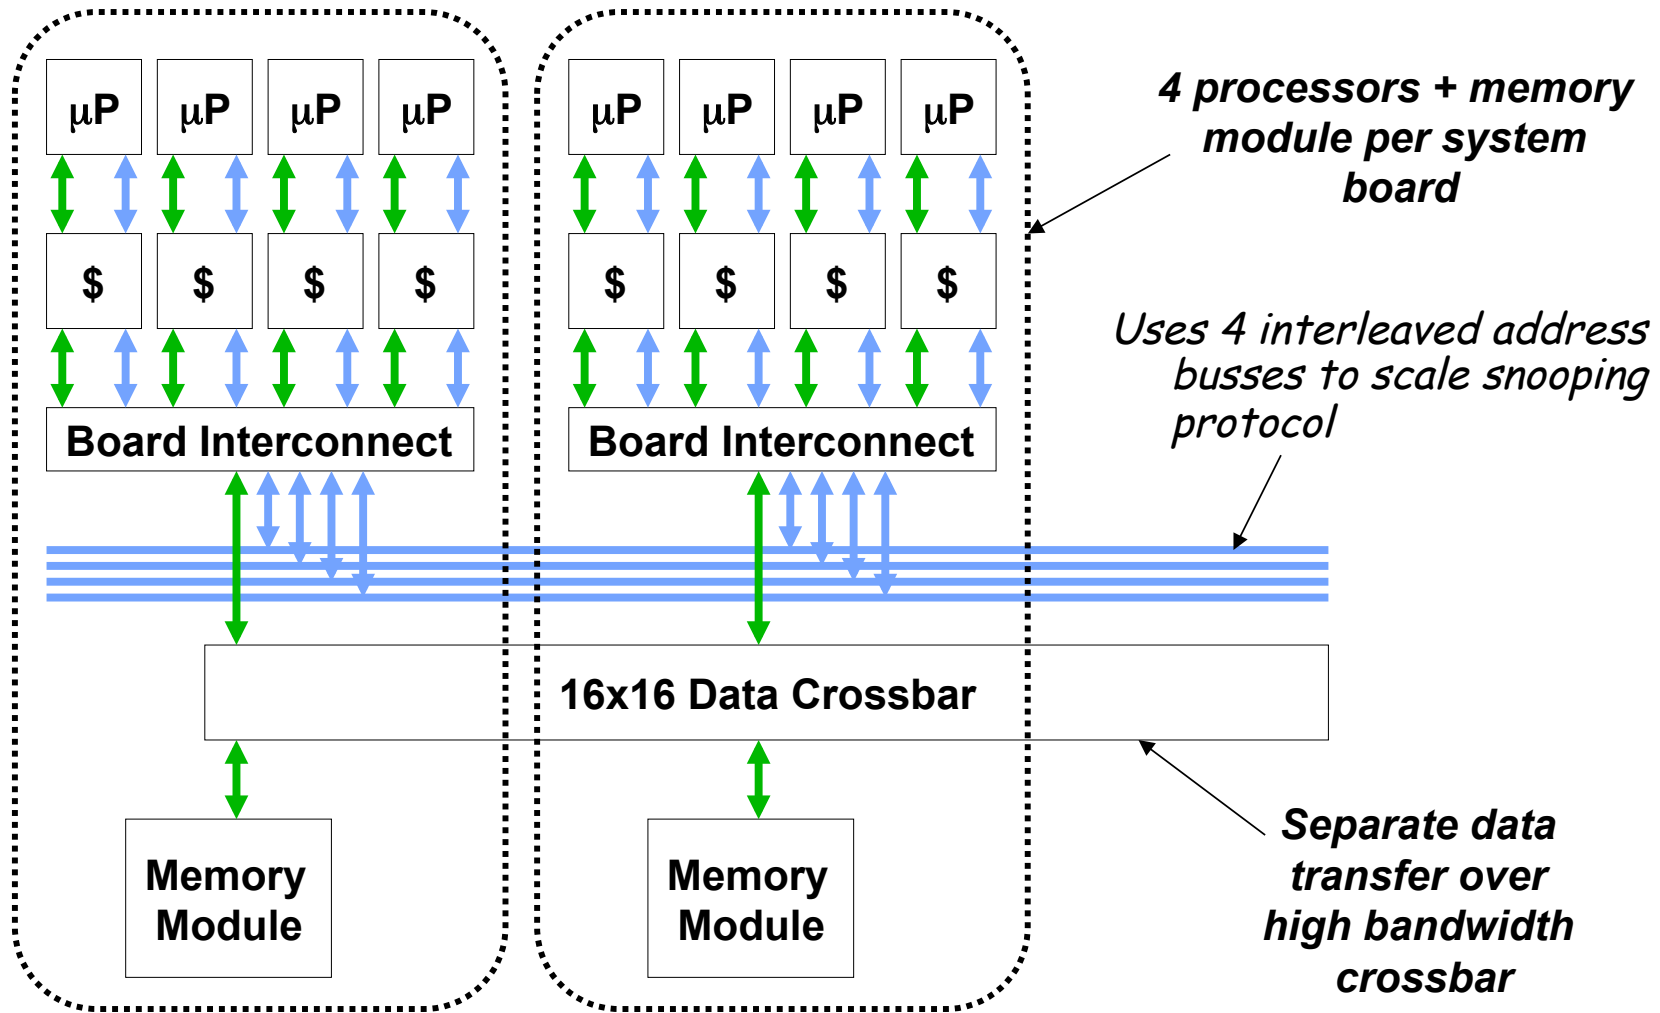 μP μP μP μP μP μP μP μP
4 processors + memory
module per system
board
$ $ $ $ $ $ $ $
Uses 4 interleaved address
busses to scale snooping
protocol
Board Interconnect Board Interconnect
16x16 Data Crossbar
Separate data
transfer over
high bandwidth
crossbar
Memory
Module
Memory
Module